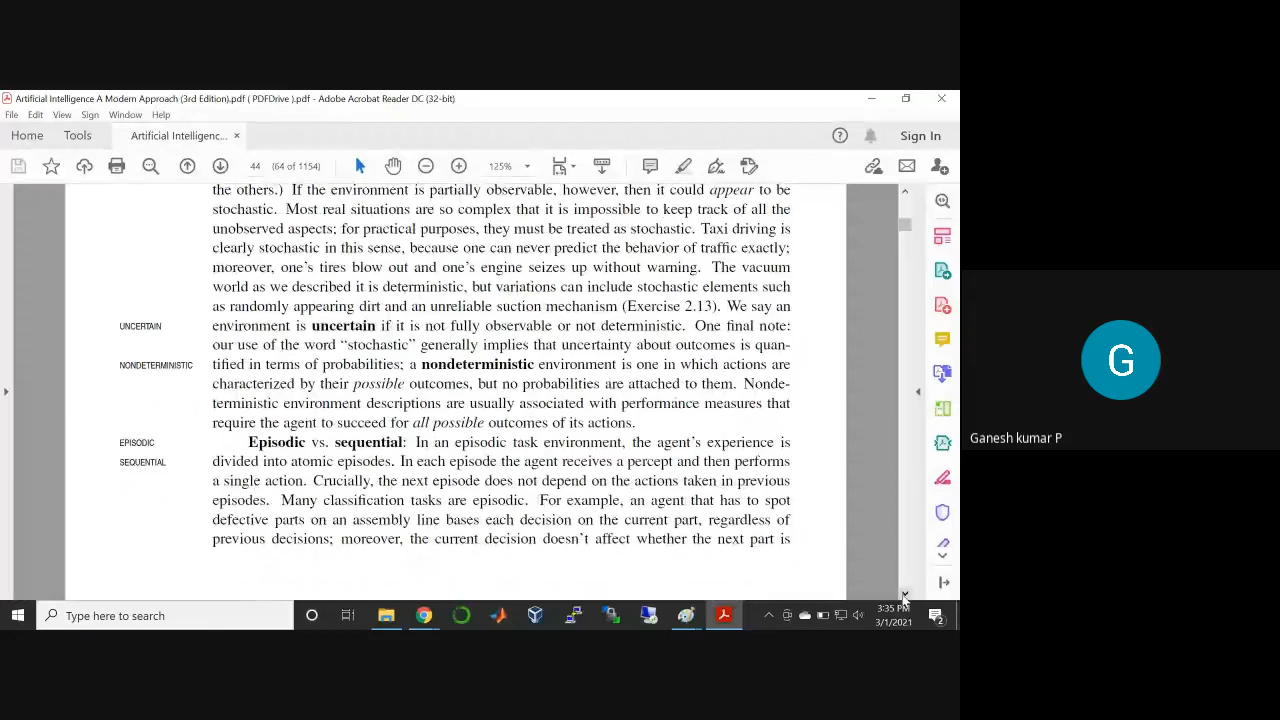 Artificial Intelligence A Modern Approach (3rd Edition).pdf ( PDFDrive ).pdf - Adobe Acrobat Reader DC (32-bit)
File Edit View Sign Window Help
Home Tools Artificial Intelligenc... × Sign In
44 (64 of 1154) 125%
the others.) If the environment is partially observable, however, then it could appear to be
stochastic. Most real situations are so complex that it is impossible to keep track of all the
unobserved aspects; for practical purposes, they must be treated as stochastic. Taxi driving is
clearly stochastic in this sense, because one can never predict the behavior of traffic exactly;
moreover, one's tires blow out and one's engine seizes up without warning. The vacuum
world as we described it is deterministic, but variations can include stochastic elements such
as randomly appearing dirt and an unreliable suction mechanism (Exercise 2.13). We say an
UNCERTAIN environment is uncertain if it is not fully observable or not deterministic. One final note:
our use of the word "stochastic" generally implies that uncertainty about outcomes is quan-
NONDETERMINISTIC tified in terms of probabilities; a nondeterministic environment is one in which actions are
characterized by their possible outcomes, but no probabilities are attached to them. Nonde-
terministic environment descriptions are usually associated with performance measures that
require the agent to succeed for all possible outcomes of its actions.
EPISODIC Episodic vs. sequential: In an episodic task environment, the agent's experience is
SEQUENTIAL divided into atomic episodes. In each episode the agent receives a percept and then performs
a single action. Crucially, the next episode does not depend on the actions taken in previous
episodes. Many classification tasks are episodic. For example, an agent that has to spot
defective parts on an assembly line bases each decision on the current part, regardless of
previous decisions; moreover, the current decision doesn't affect whether the next part is
Type here to search
3:35 PM
3/1/2021
2
G
Ganesh kumar P